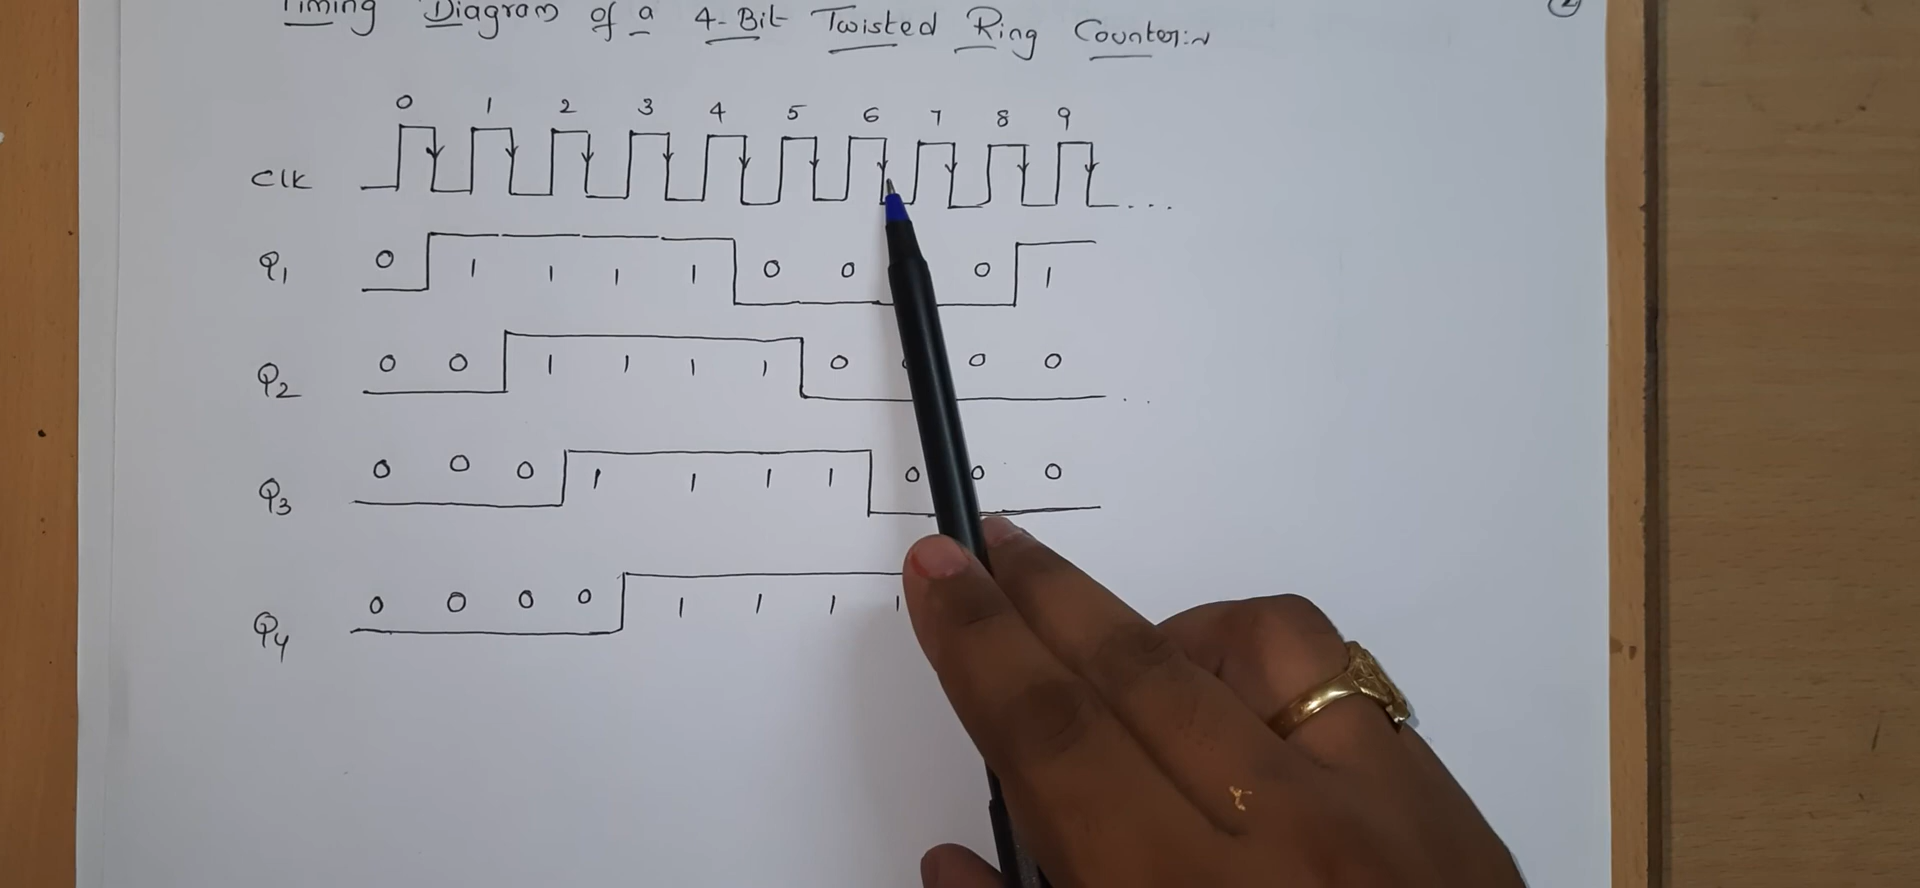 Timing Diagram of a 4-Bit Twisted Ring Counter:~
2
0 1 2 3 4 5 6 7 8 9
Clk ...
Q1 0 1 1 1 1 0 0 0 1
Q2 0 0 1 1 1 1 0 0 0 ..
Q3 0 0 0 1 1 1 1 0 0 0
Q4 0 0 0 0 1 1 1 1